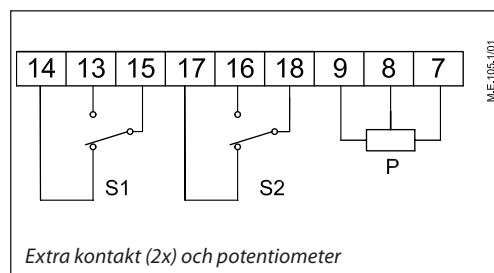 14 13 15 17 16 18 9 8 7
S1 S2 P
Extra kontakt (2x) och potentiometer
M.E.105.1/01